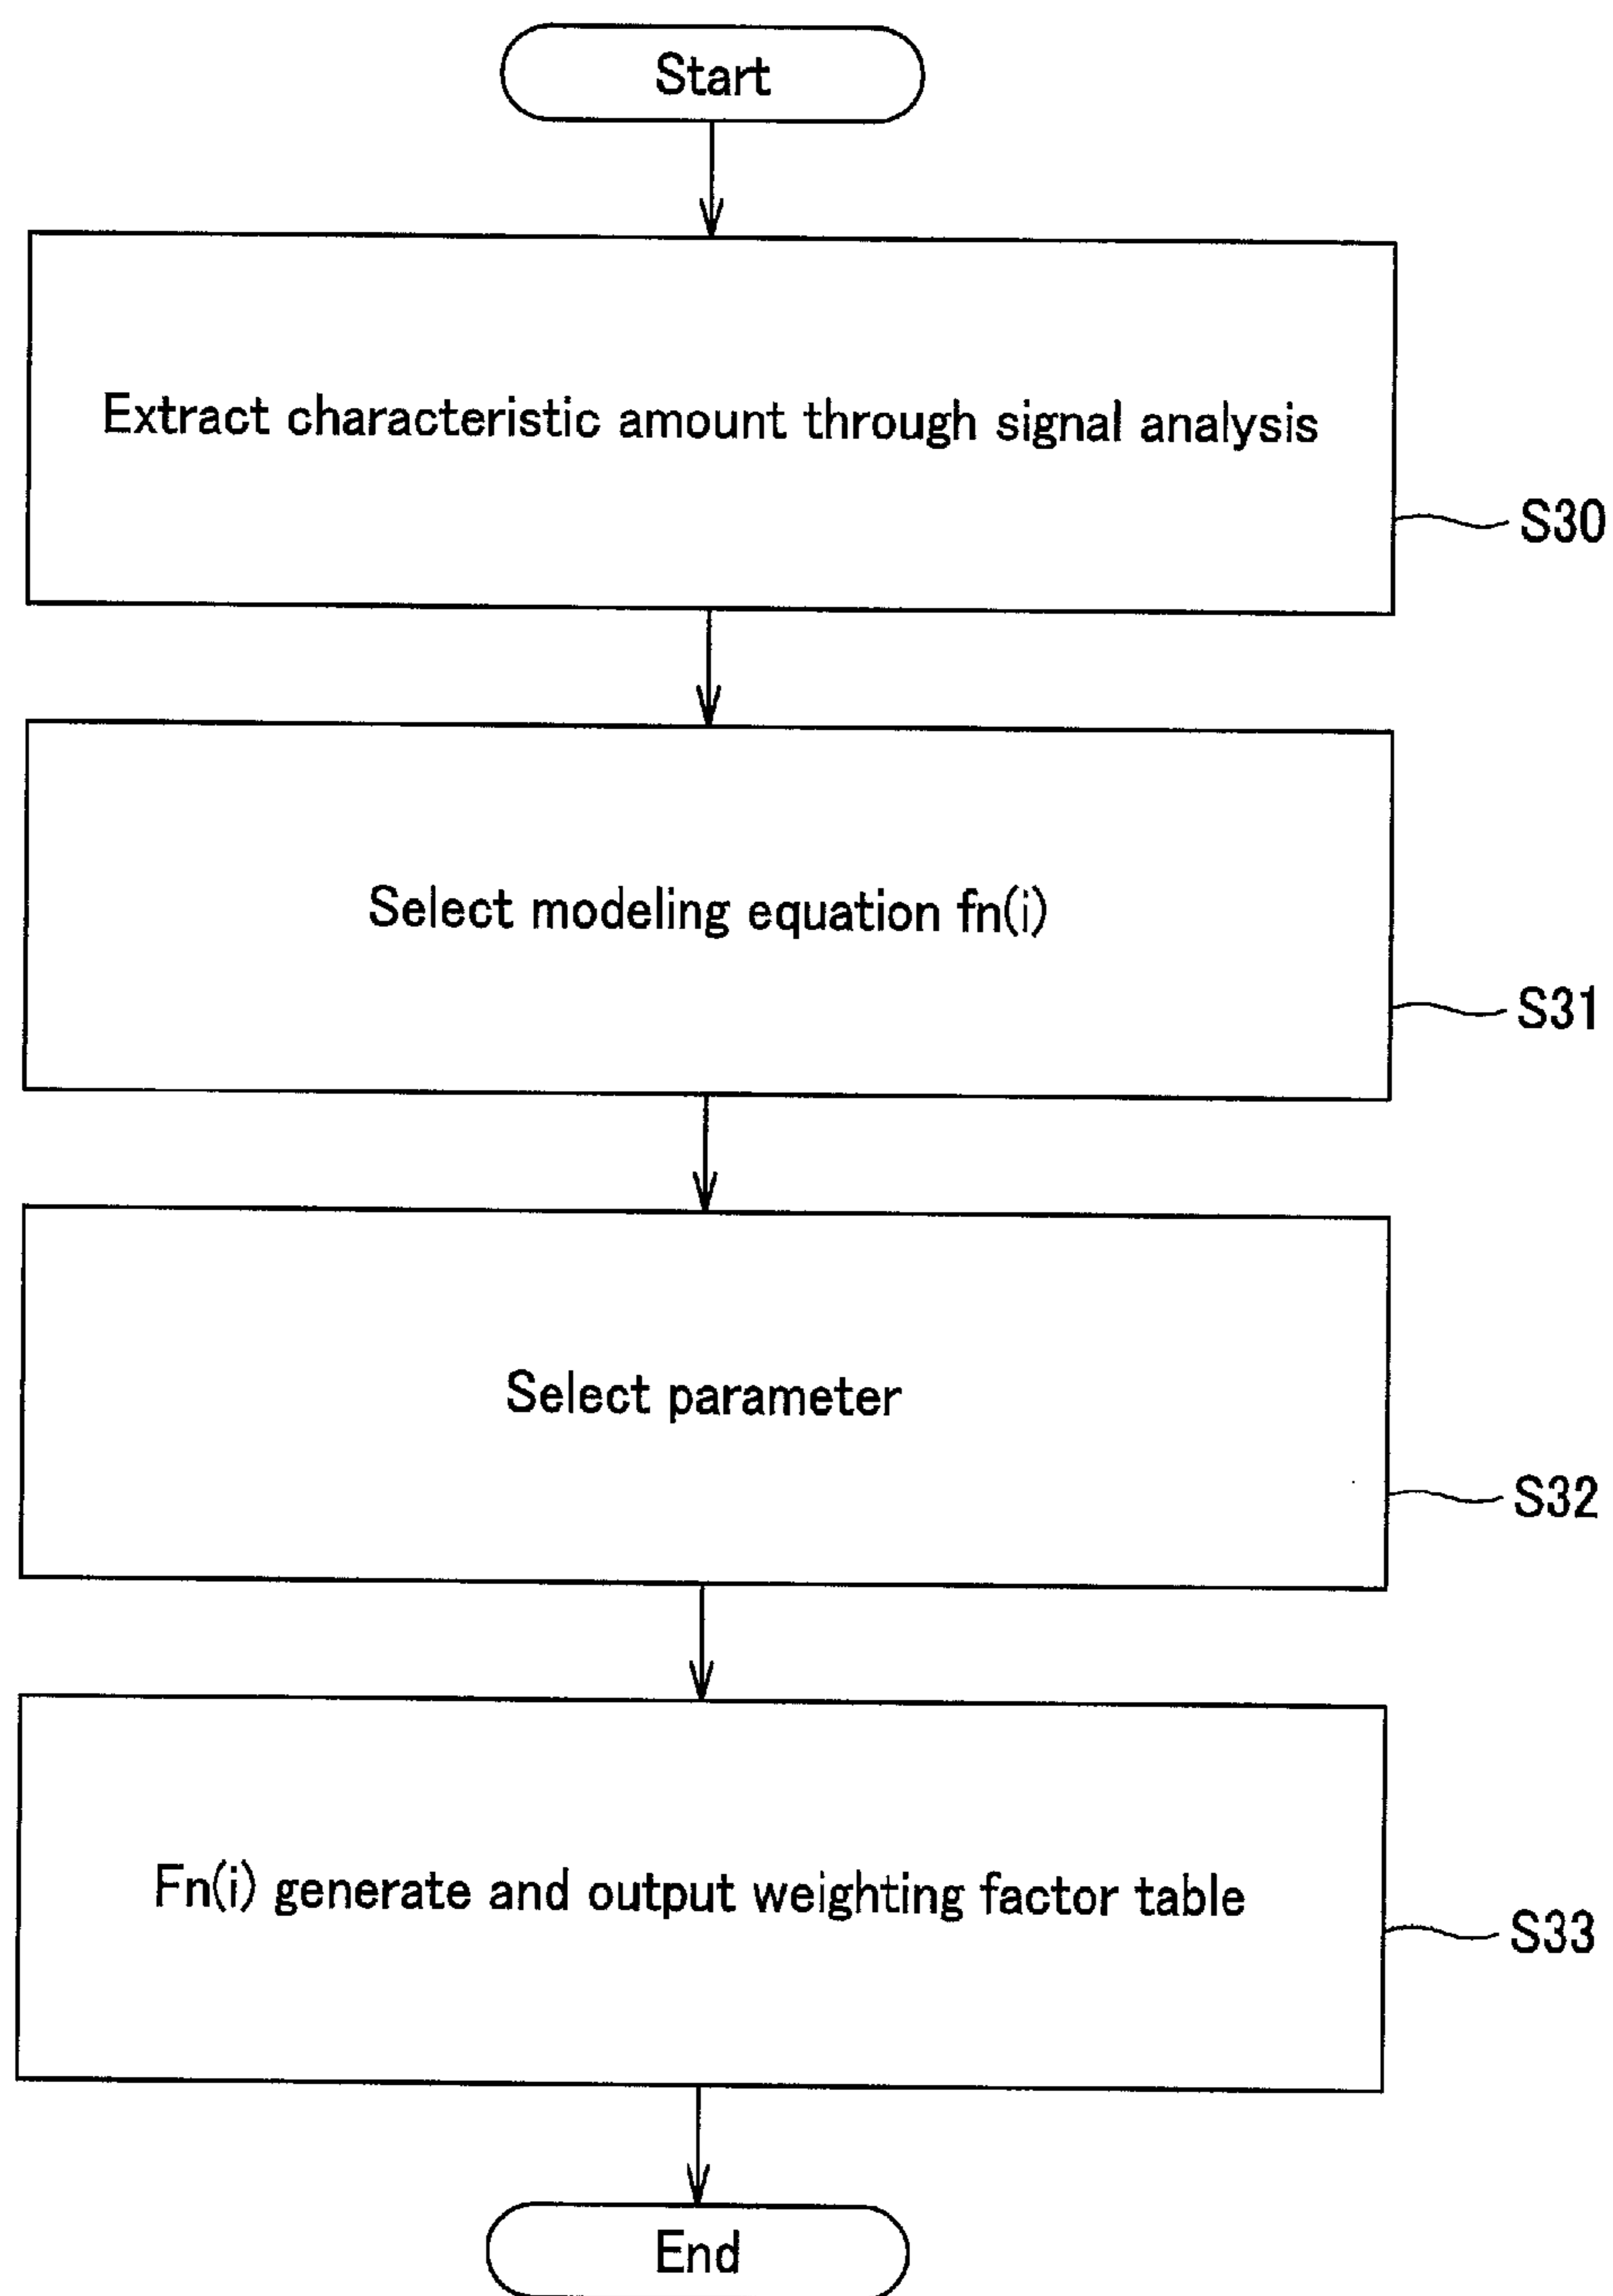 Start
Extract characteristic amount through signal analysis
S30
Select modeling equation fn(i)
S31
Select parameter
S32
Fn(i) generate and output weighting factor table
S33
End